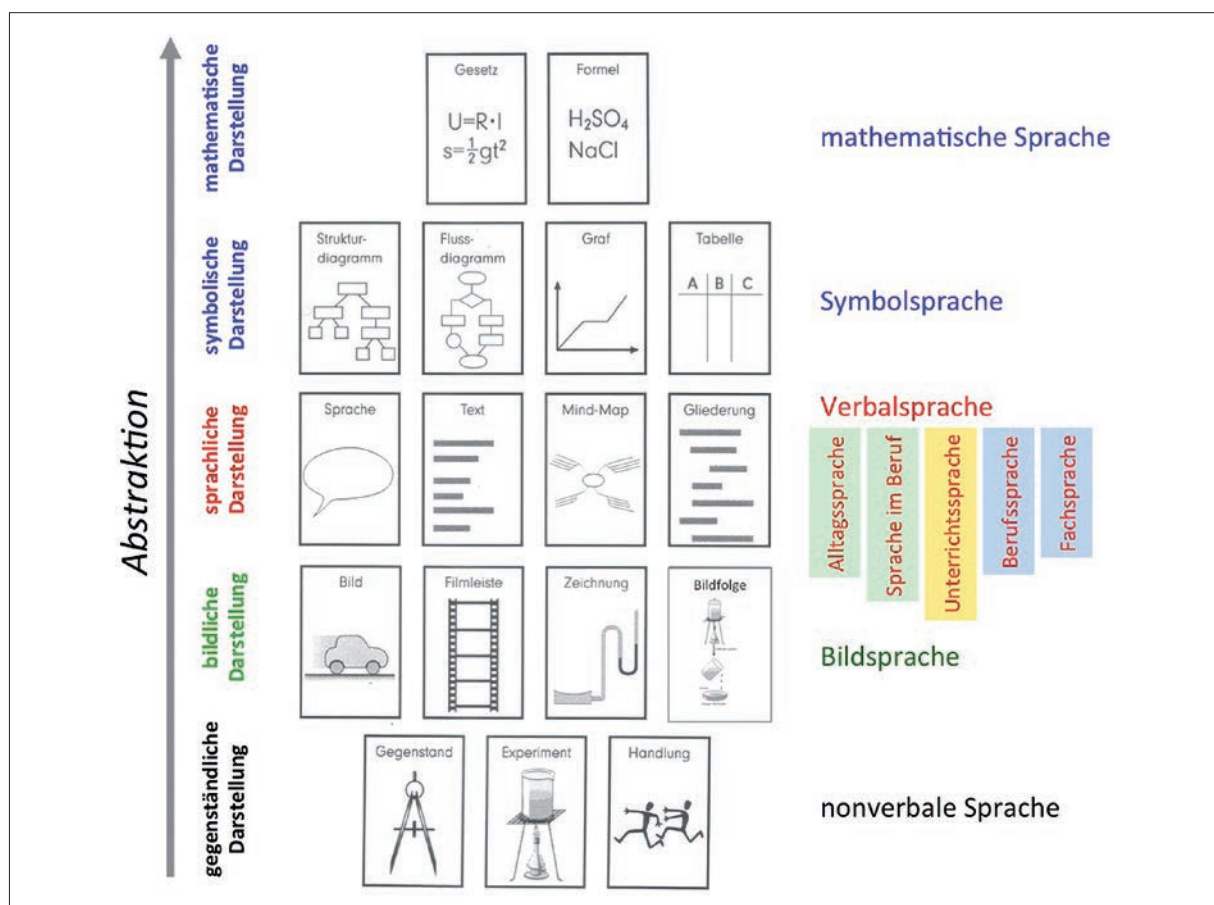 Abstraktion
mathematische
Darstellung
Gesetz
U=R·I
s=½gt²
Formel
H₂SO₄
NaCl
mathematische Sprache
symbolische
Darstellung
Struktur-
diagramm
Fluss-
diagramm
Graf
Tabelle
A B C
Symbolsprache
sprachliche
Darstellung
Sprache
Text
Mind-Map
Gliederung
Verbalsprache
Alltagssprache
Sprache im Beruf
Unterrichtssprache
Berufssprache
Fachsprache
bildliche
Darstellung
Bild
Filmleiste
Zeichnung
Bildfolge
Bildsprache
gegenständliche
Darstellung
Gegenstand
Experiment
Handlung
nonverbale Sprache